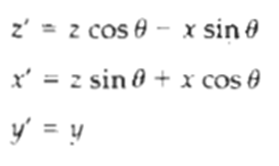 z′ = z cos θ − x sin θ
x′ = z sin θ + x cos θ
y′ = y